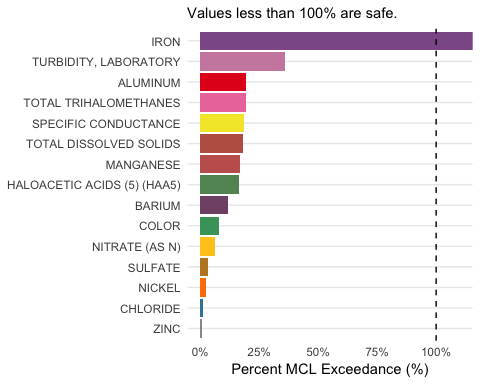 Values less than 100% are safe.
IRON
TURBIDITY, LABORATORY
ALUMINUM
TOTAL TRIHALOMETHANES
SPECIFIC CONDUCTANCE
TOTAL DISSOLVED SOLIDS
MANGANESE
HALOACETIC ACIDS (5) (HAA5)
BARIUM
COLOR
NITRATE (AS N)
SULFATE
NICKEL
CHLORIDE
ZINC
0% 25% 50% 75% 100%
Percent MCL Exceedance (%)